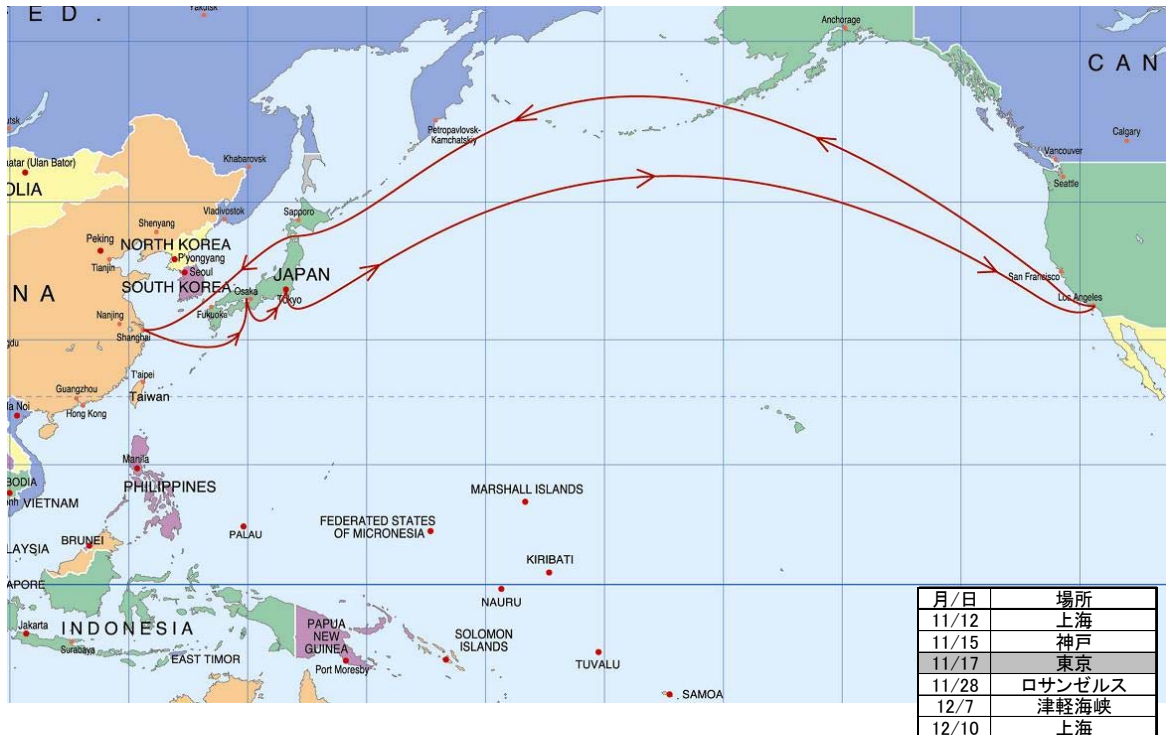 E D .
Yakutsk
Anchorage
C A N
Petropavlovsk-
Kamchatskiy
Calgary
Vancouver
Seattle
Khabarovsk
aatar (Ulan Bator)
OLIA
Vladivostok
Sapporo
Shenyang
Peking
Tianjin
NORTH KOREA
P'yongyang
Seoul
SOUTH KOREA
JAPAN
Osaka
Tokyo
Fukuoka
San Francisco
Los Angeles
N A
Nanjing
Shanghai
T'aipei
Taiwan
Guangzhou
Hong Kong
Ha Noi
Manila
PHILIPPINES
BODIA
VIETNAM
MARSHALL ISLANDS
FEDERATED STATES
OF MICRONESIA
PALAU
BRUNEI
LAYSIA
KIRIBATI
APORE
NAURU
Jakarta
INDONESIA
Surabaya
EAST TIMOR
PAPUA
NEW
GUINEA
Port Moresby
SOLOMON
ISLANDS
TUVALU
SAMOA
月/日 場所
11/12 上海
11/15 神戸
11/17 東京
11/28 ロサンゼルス
12/7 津軽海峡
12/10 上海